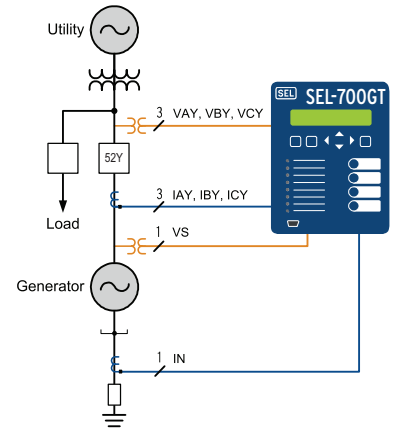 Utility
3 VAY, VBY, VCY
SEL SEL-700GT
52Y
3 IAY, IBY, ICY
Load
1 VS
Generator
1 IN